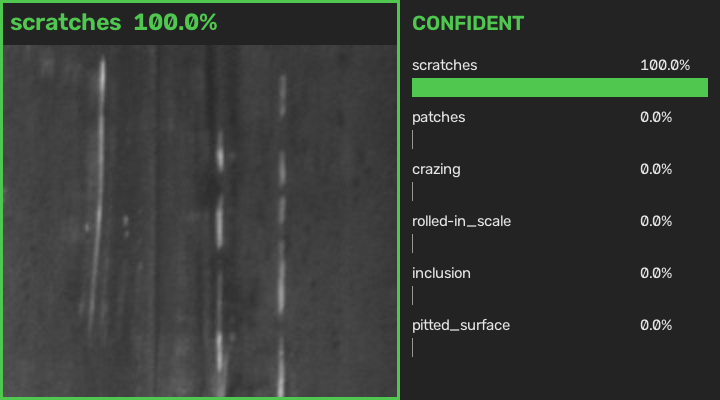 scratches 100.0%
CONFIDENT
scratches 100.0%
patches 0.0%
crazing 0.0%
rolled-in_scale 0.0%
inclusion 0.0%
pitted_surface 0.0%